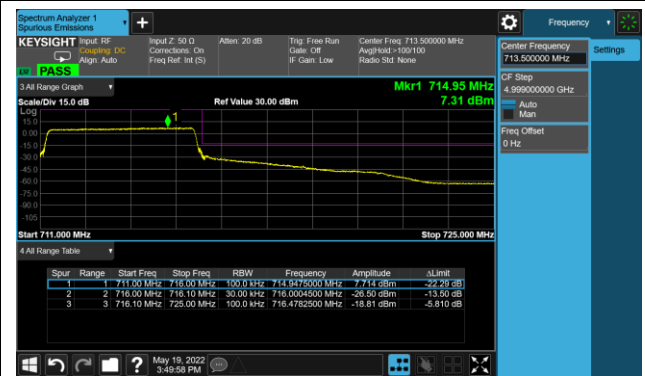 Spectrum Analyzer 1
Spurious Emissions
+
Frequency
KEYSIGHT
Input: RF
Coupling: DC
Align: Auto
Input Z: 50 Ω
Corrections: On
Freq Ref: Int (S)
Atten: 20 dB
Trig: Free Run
Gate: Off
IF Gain: Low
Center Freq: 713.500000 MHz
Avg|Hold:>100/100
Radio Std: None
PASS
Center Frequency
713.500000 MHz
Settings
CF Step
4.999000000 GHz
Auto
Man
Freq Offset
0 Hz
3 All Range Graph
Mkr1 714.95 MHz
Scale/Div 15.0 dB
Ref Value 30.00 dBm
7.31 dBm
Log
1
15.0
0.00
-15.0
-30.0
-45.0
-60.0
-75.0
-90.0
-105
Start 711.000 MHz
Stop 725.000 MHz
4 All Range Table
Spur Range Start Freq Stop Freq RBW Frequency Amplitude ΔLimit
1 1 711.00 MHz 716.00 MHz 100.0 kHz 714.9475000 MHz 7.714 dBm -22.29 dB
2 2 716.00 MHz 716.10 MHz 30.00 kHz 716.0004500 MHz -26.50 dBm -13.50 dB
3 3 716.10 MHz 725.00 MHz 100.0 kHz 716.4782500 MHz -18.81 dBm -5.810 dB
?
May 19, 2022
3:49:58 PM